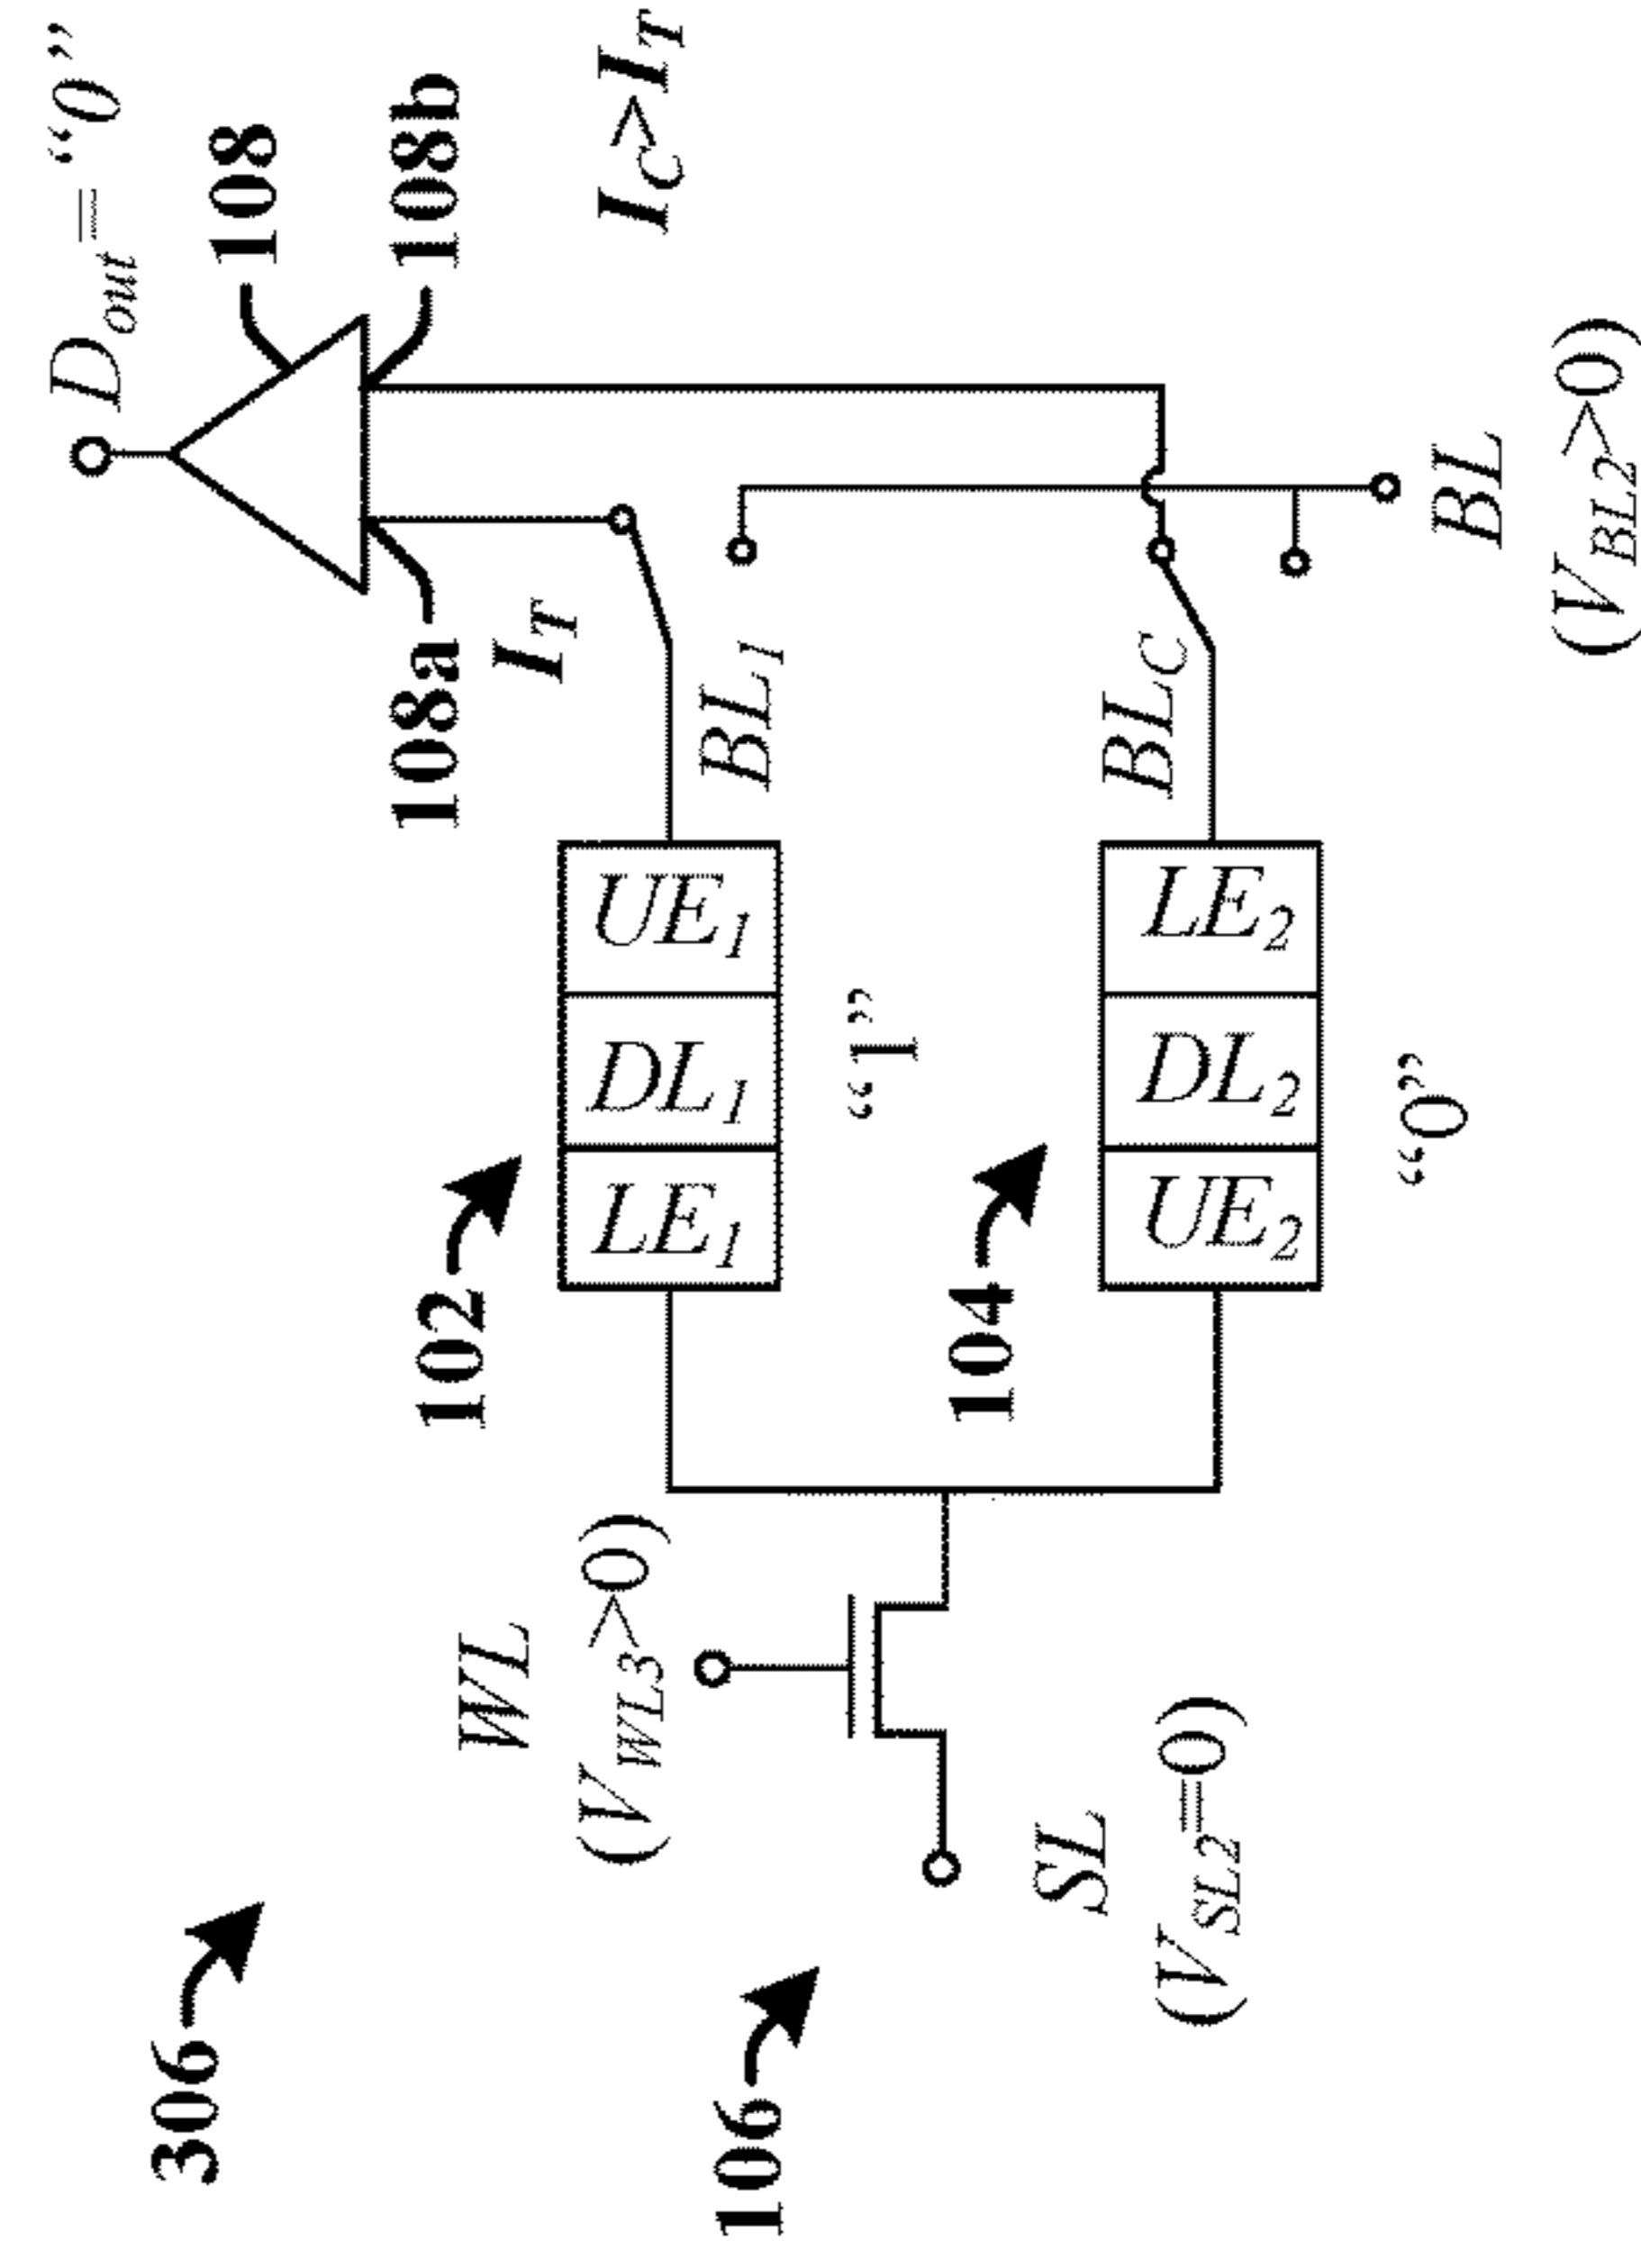 D_out=“0”
306
108
102
108a
108b
WL
I_T
(V_WL3>0)
I_C>I_T
LE_1 DL_1 UE_1
BL_1
106
“1”
104
SL
BL_C
(V_SL2=0)
UE_2 DL_2 LE_2
“0”
BL
(V_BL2>0)